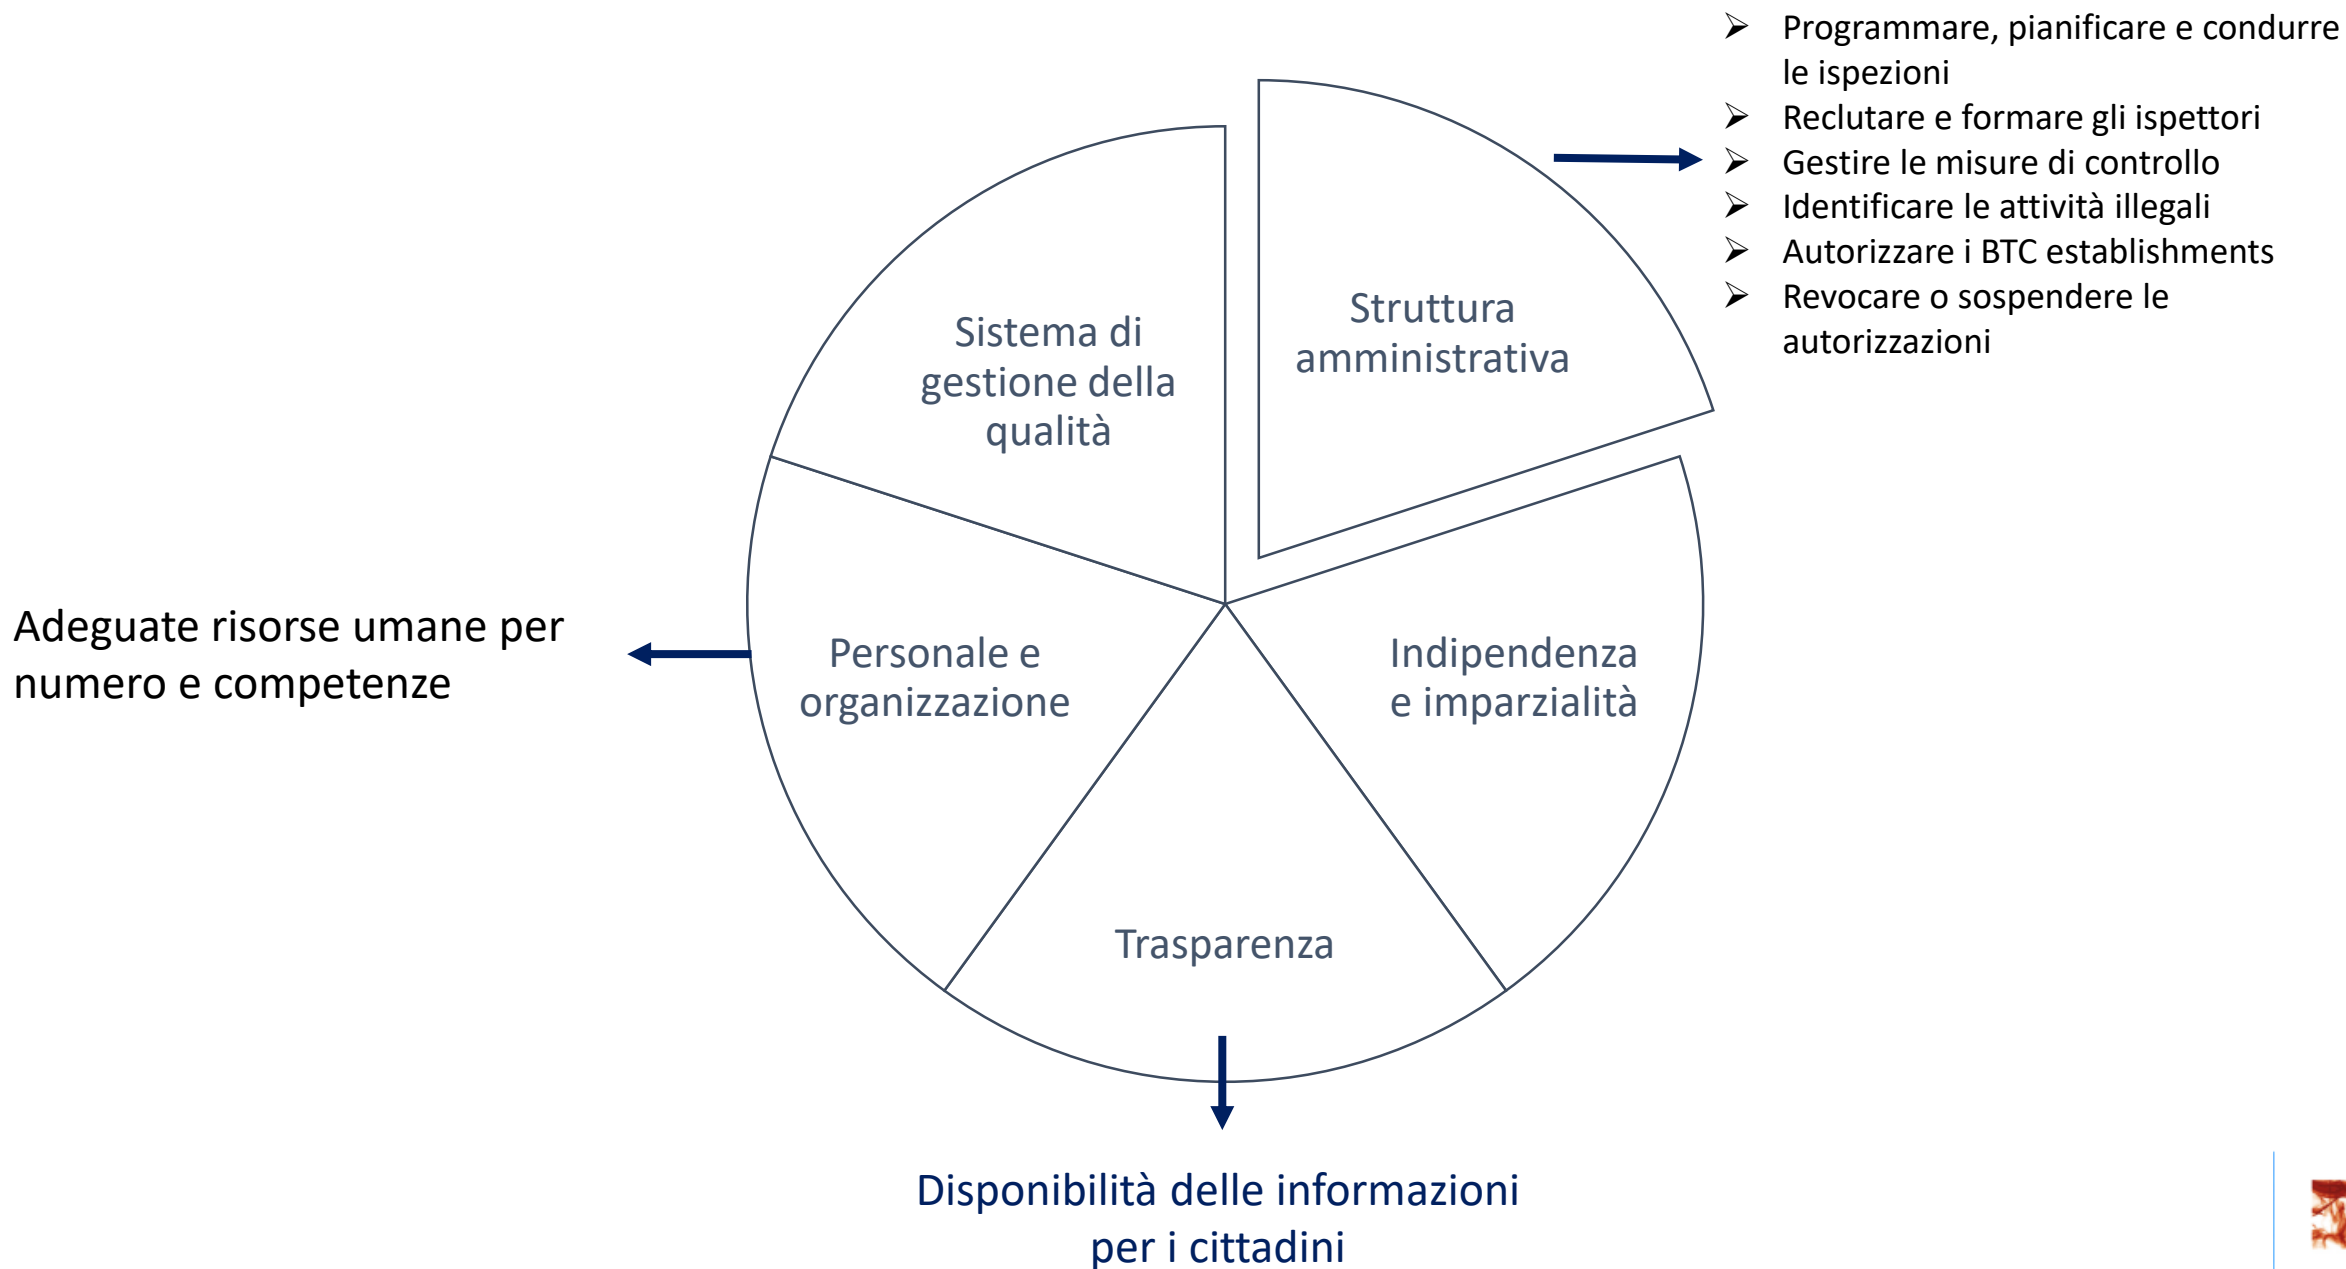 ➢ Programmare, pianificare e condurre
le ispezioni
➢ Reclutare e formare gli ispettori
➢ Gestire le misure di controllo
➢ Identificare le attività illegali
➢ Autorizzare i BTC establishments
➢ Revocare o sospendere le
autorizzazioni
Struttura
amministrativa
Sistema di
gestione della
qualità
Adeguate risorse umane per
numero e competenze
Personale e
organizzazione
Indipendenza
e imparzialità
Trasparenza
Disponibilità delle informazioni
per i cittadini